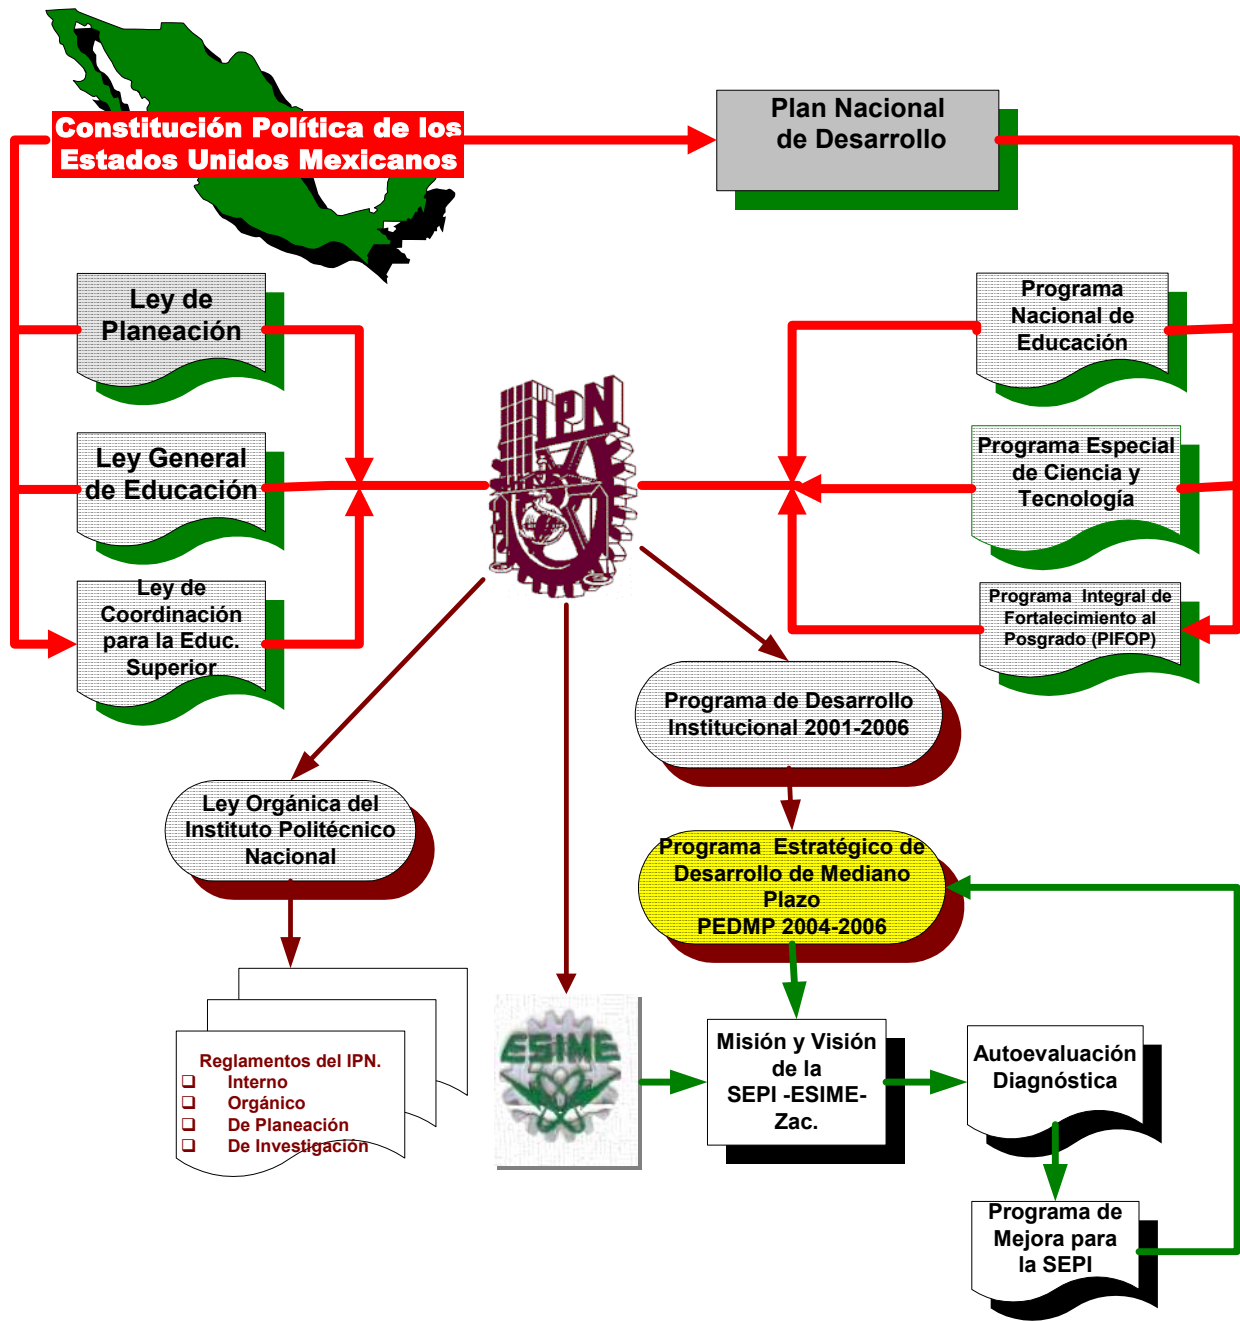 Constitución Política de los
Estados Unidos Mexicanos
Plan Nacional
de Desarrollo
Ley de
Planeación
Programa
Nacional de
Educación
IPN
Ley General
de Educación
Programa Especial
de Ciencia y
Tecnología
Ley de
Coordinación
para la Educ.
Superior
Programa Integral de
Fortalecimiento al
Posgrado (PIFOP)
Programa de Desarrollo
Institucional 2001-2006
Ley Orgánica del
Instituto Politécnico
Nacional
Programa Estratégico de
Desarrollo de Mediano
Plazo
PEDMP 2004-2006
Reglamentos del IPN.
Interno
Orgánico
De Planeación
De Investigación
ESIME
Misión y Visión
de la
SEPI -ESIME-
Zac.
Autoevaluación
Diagnóstica
Programa de
Mejora para
la SEPI